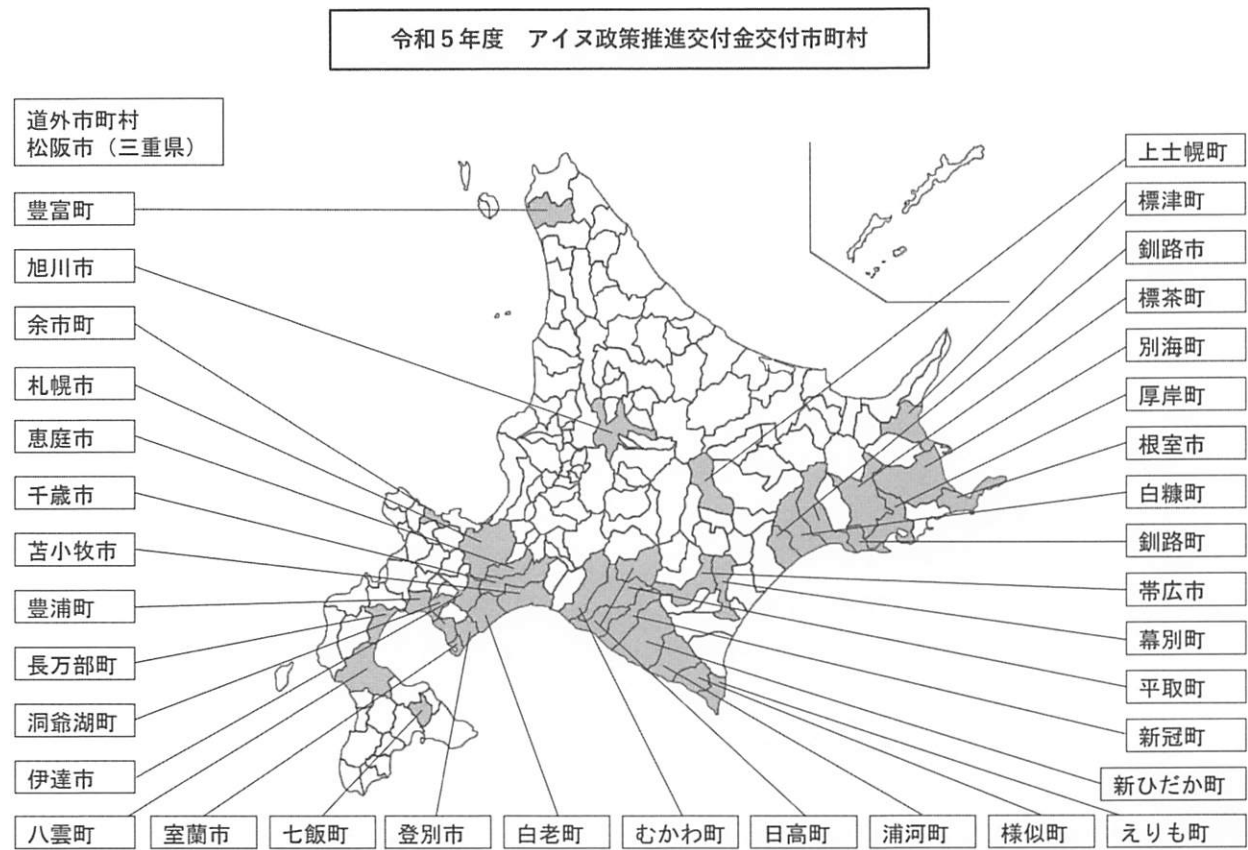 令和5年度 アイヌ政策推進交付金交付市町村
道外市町村
松阪市（三重県）
豊富町
旭川市
余市町
札幌市
恵庭市
千歳市
苫小牧市
豊浦町
長万部町
洞爺湖町
伊達市
八雲町
室蘭市
七飯町
登別市
白老町
むかわ町
日高町
浦河町
様似町
えりも町
上士幌町
標津町
釧路市
標茶町
別海町
厚岸町
根室市
白糠町
釧路町
帯広市
幕別町
平取町
新冠町
新ひだか町